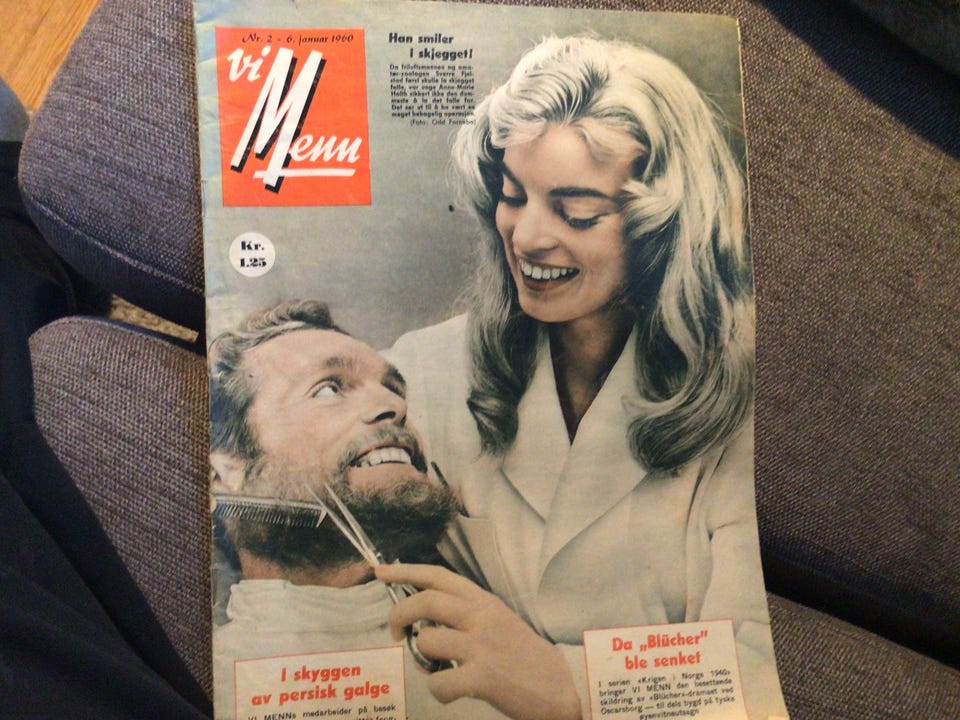 Nr. 2 - 6. januar 1960
vi
Menn
Han smiler
i skjegget!
Da friluftsmannen og ama-
tør-zoologen Sverre Fjel-
stad først skulle la skjegget
falle, var unge Anne-Marie
Holth sikkert ikke den dum-
meste å la det falle for.
Det ser ut til å ha vært en
meget behagelig operasjon.
(Foto: Odd
Kr.
1.25
I skyggen
av persisk galge
VI MENNs medarbeider på besøk
Da „Blücher"
ble senket
I serien «Krigen i Norge 1940»
bringer VI MENN den besettende
skildring av «Blücher»-dramaet ved
Oscarsborg — til dels bygd på tyske
øyenvitneutsagn